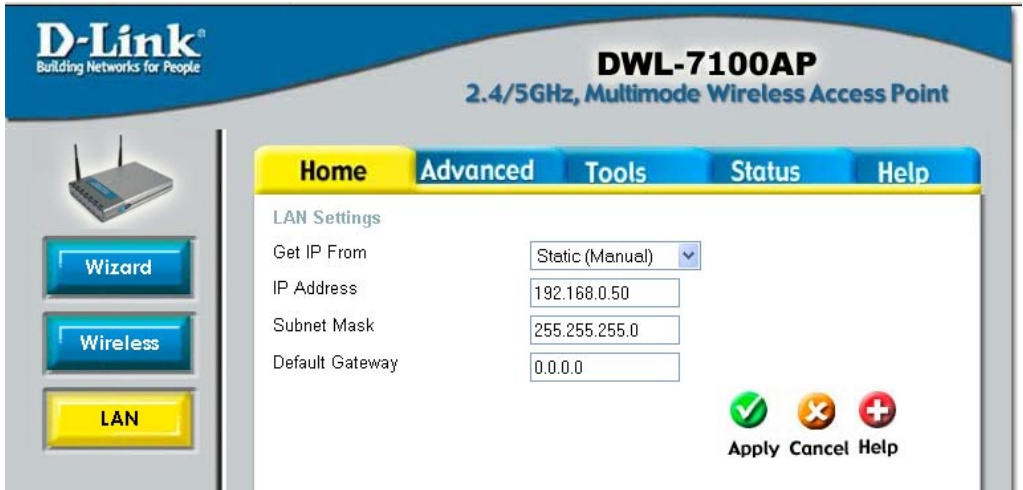 D-Link®
Building Networks for People
DWL-7100AP
2.4/5GHz, Multimode Wireless Access Point
Home Advanced Tools Status Help
Wizard
Wireless
LAN
LAN Settings
Get IP From Static (Manual)
IP Address 192.168.0.50
Subnet Mask 255.255.255.0
Default Gateway 0.0.0.0
Apply Cancel Help